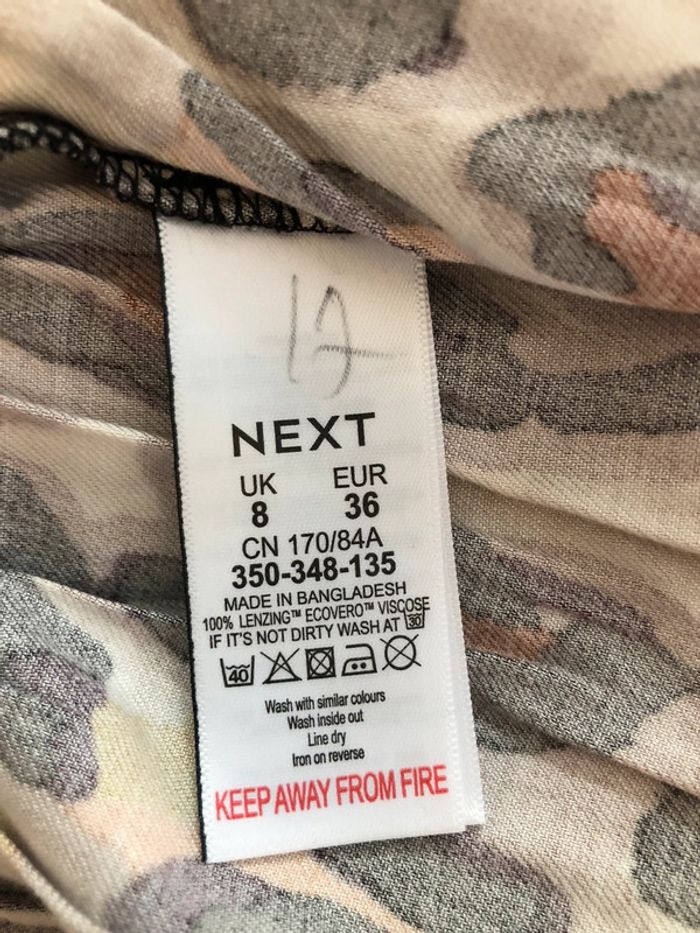 17
NEXT
UK EUR
8 36
CN 170/84A
350-348-135
MADE IN BANGLADESH
100% LENZING™ ECOVERO™ VISCOSE
IF IT'S NOT DIRTY WASH AT 30
40
Wash with similar colours
Wash inside out
Line dry
Iron on reverse
KEEP AWAY FROM FIRE